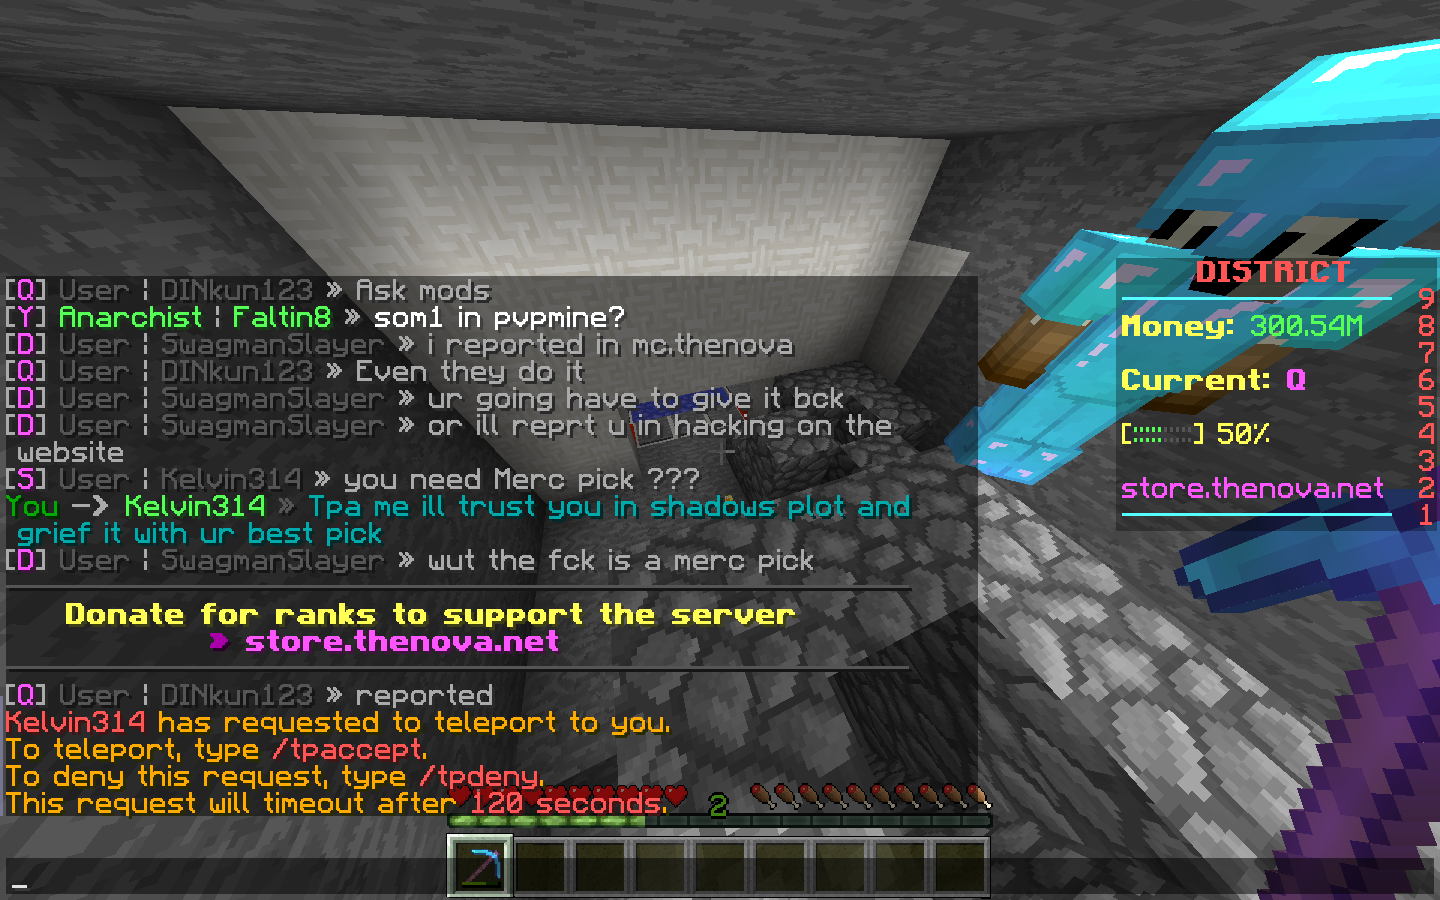 [Q] User ¦ DINkun123 » Ask mods
[Y] Anarchist ¦ Faltin8 » som1 in pvpmine?
[D] User ¦ SwagmanSlayer » i reported in mc.thenova
[Q] User ¦ DINkun123 » Even they do it
[D] User ¦ SwagmanSlayer » ur going have to give it bck
[D] User ¦ SwagmanSlayer » or ill reprt u in hacking on the
website
[S] User ¦ Kelvin314 » you need Merc pick ???
You -> Kelvin314 » Tpa me ill trust you in shadows plot and
grief it with ur best pick
[D] User ¦ SwagmanSlayer » wut the fck is a merc pick
Donate for ranks to support the server
» store.thenova.net
[Q] User ¦ DINkun123 » reported
Kelvin314 has requested to teleport to you.
To teleport, type /tpaccept.
To deny this request, type /tpdeny.
This request will timeout after 120 seconds.
2
_
DISTRICT
9
Money: 300.54M 8
7
Current: Q 6
5
[::::::::::] 50% 4
3
store.thenova.net 2
1